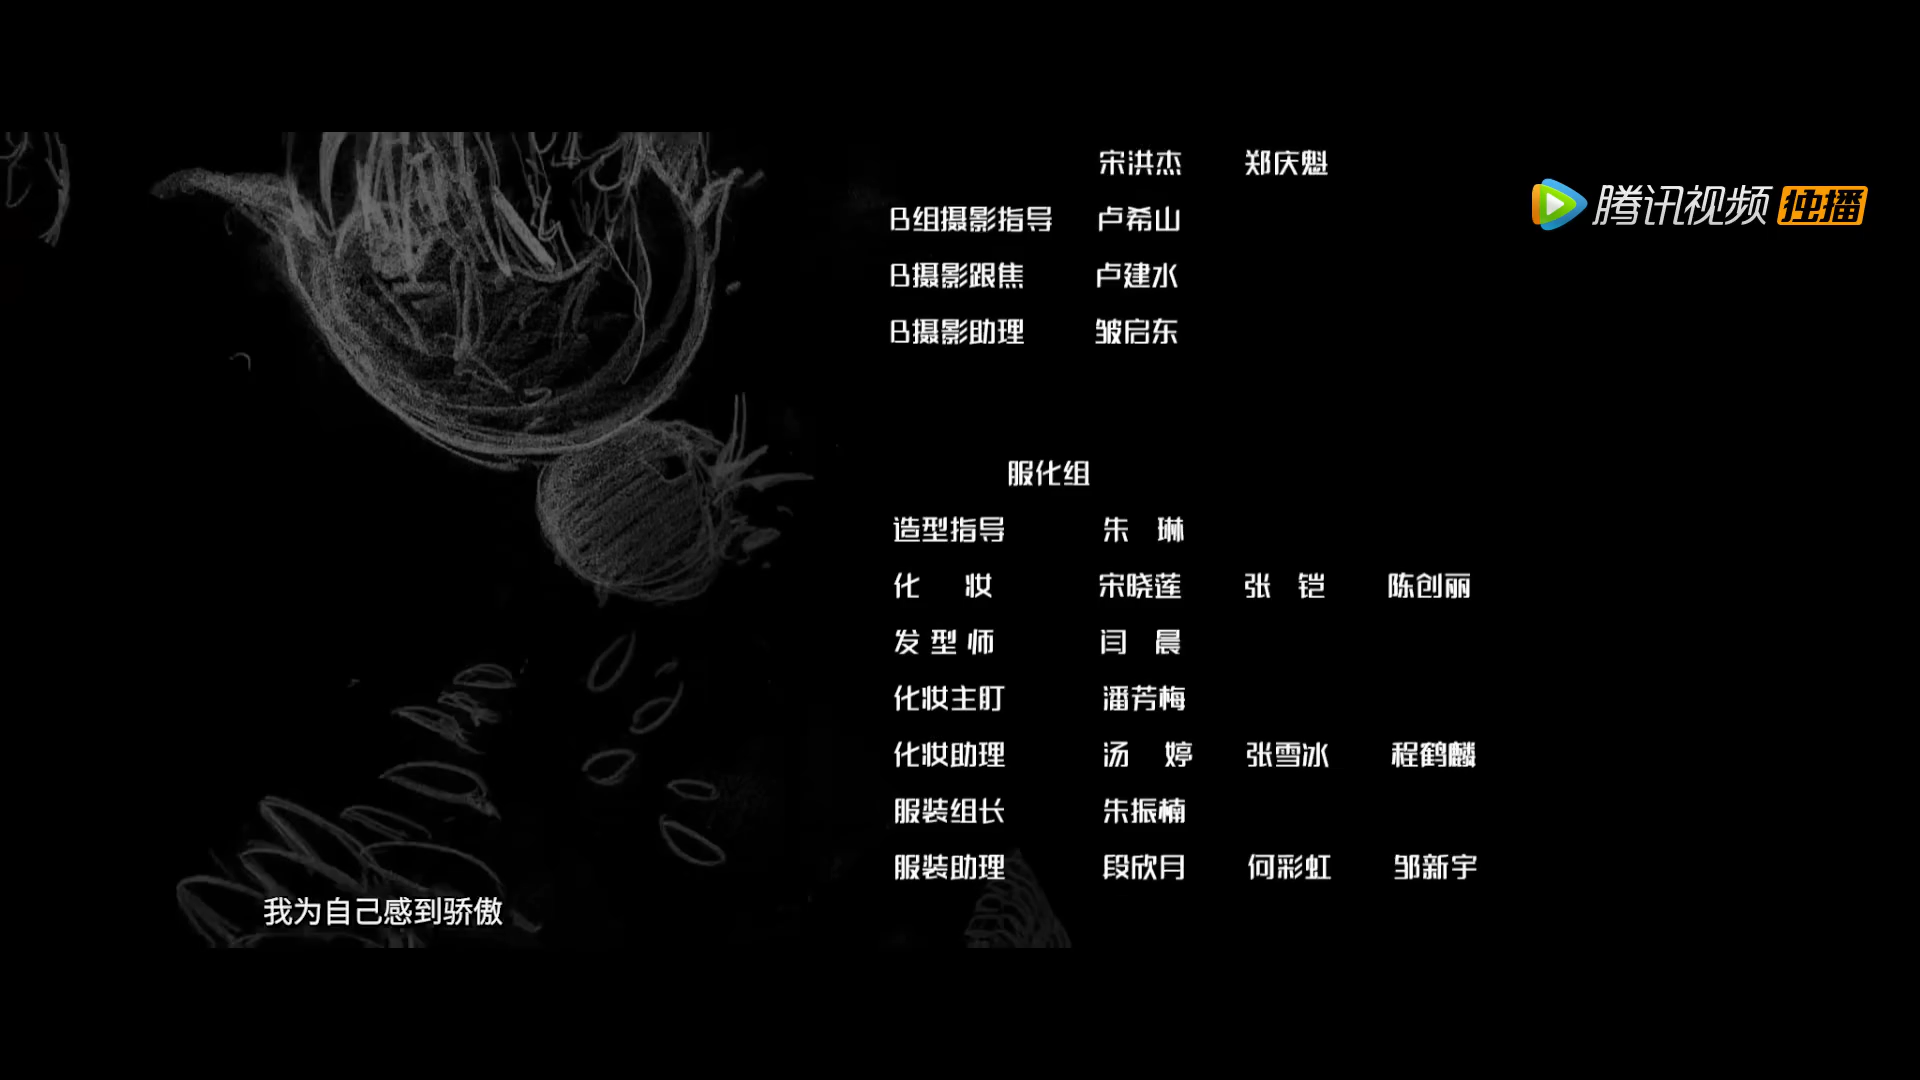 宋洪杰 郑庆魁
B组摄影指导 卢希山
腾讯视频 独播
B摄影跟焦 卢建水
B摄影助理 皱启东
服化组
造型指导 朱 琳
化 妆 宋晓莲 张 铠 陈创丽
发型师 闫 晨
化妆主盯 潘芳梅
化妆助理 汤 婷 张雪冰 程鹤麟
服装组长 朱振楠
服装助理 段欣月 何彩虹 邹新宇
我为自己感到骄傲